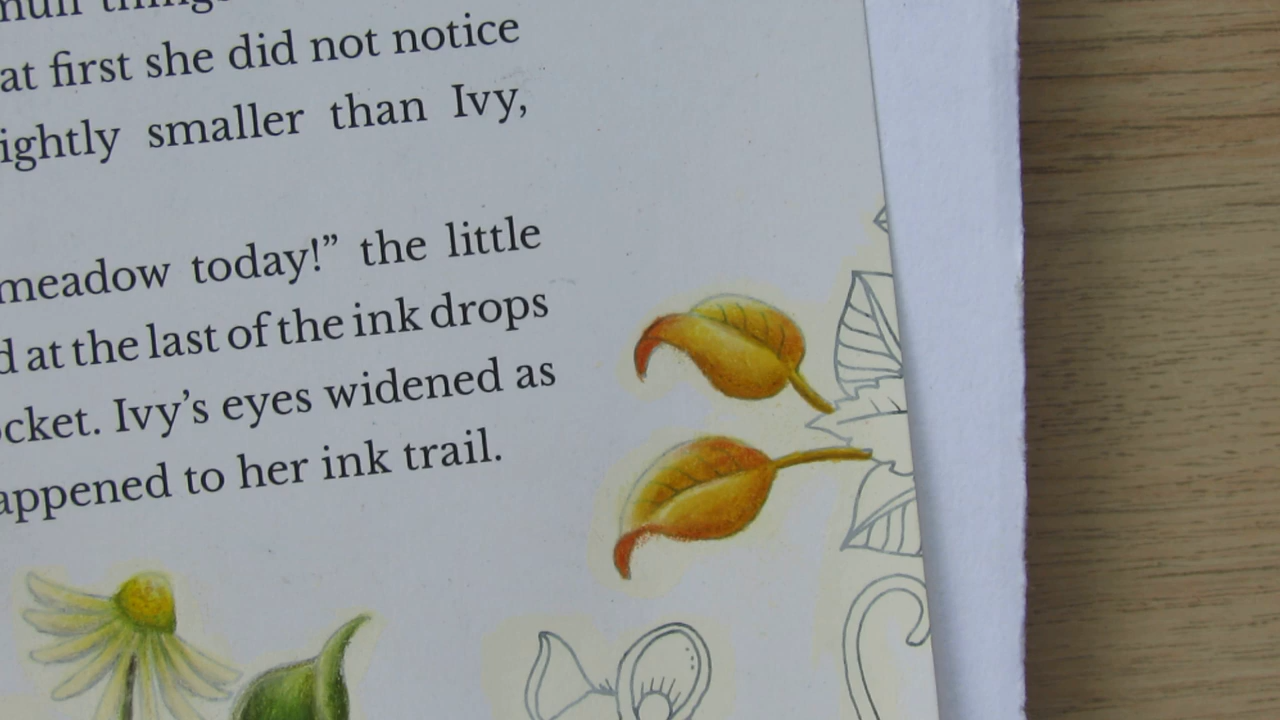 at first she did not notice
ightly smaller than Ivy,
meadow today!” the little
d at the last of the ink drops
ocket. Ivy’s eyes widened as
appened to her ink trail.